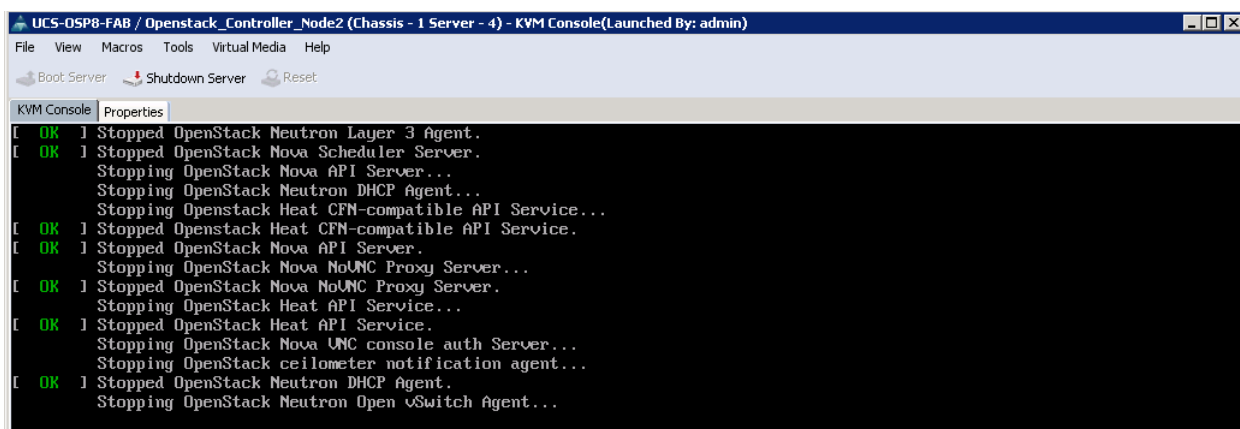 UCS-OSP8-FAB / Openstack_Controller_Node2 (Chassis - 1 Server - 4) - KVM Console(Launched By: admin)
File View Macros Tools Virtual Media Help
Boot Server Shutdown Server Reset
KVM Console Properties
[ OK ] Stopped OpenStack Neutron Layer 3 Agent.
[ OK ] Stopped OpenStack Nova Scheduler Server.
Stopping OpenStack Nova API Server...
Stopping OpenStack Neutron DHCP Agent...
Stopping Openstack Heat CFN-compatible API Service...
[ OK ] Stopped Openstack Heat CFN-compatible API Service.
[ OK ] Stopped OpenStack Nova API Server.
Stopping OpenStack Nova NoVNC Proxy Server...
[ OK ] Stopped OpenStack Nova NoVNC Proxy Server.
Stopping OpenStack Heat API Service...
[ OK ] Stopped OpenStack Heat API Service.
Stopping OpenStack Nova VNC console auth Server...
Stopping OpenStack ceilometer notification agent...
[ OK ] Stopped OpenStack Neutron DHCP Agent.
Stopping OpenStack Neutron Open vSwitch Agent...